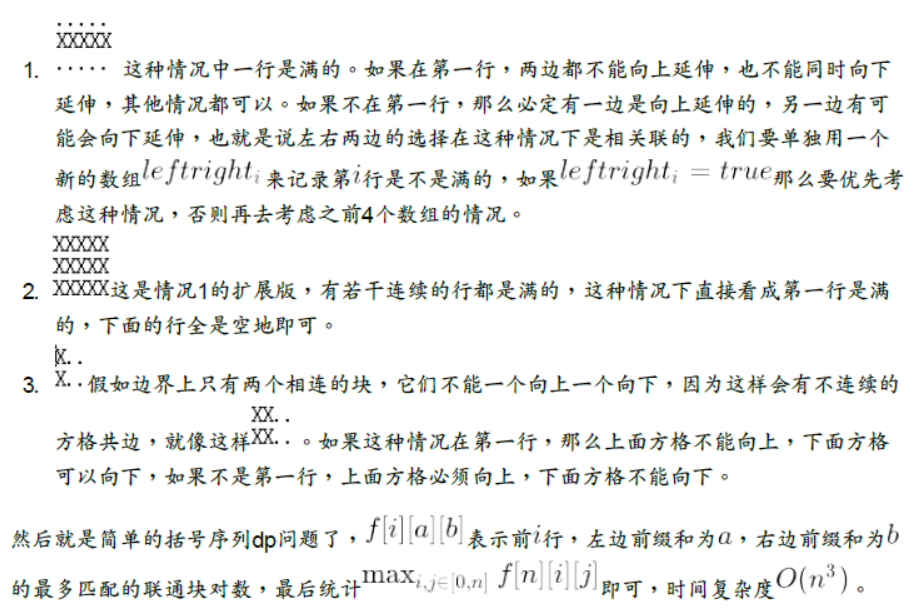 .....
XXXXX
1. ..... 这种情况中一行是满的。如果在第一行，两边都不能向上延伸，也不能同时向下
延伸，其他情况都可以。如果不在第一行，那么必定有一边是向上延伸的，另一边有可
能会向下延伸，也就是说左右两边的选择在这种情况下是相关联的，我们要单独用一个
新的数组leftright_i来记录第i行是不是满的，如果leftright_i = true那么要优先考
虑这种情况，否则再去考虑之前4个数组的情况。
XXXXX
XXXXX
2. XXXXX这是情况1的扩展版，有若干连续的行都是满的，这种情况下直接看成第一行是满
的，下面的行全是空地即可。
X..
3. X..假如边界上只有两个相连的块，它们不能一个向上一个向下，因为这样会有不连续的
XX..
方格共边，就像这样XX..。如果这种情况在第一行，那么上面方格不能向上，下面方格
可以向下，如果不是第一行，上面方格必须向上，下面方格不能向下。
然后就是简单的括号序列dp问题了，f[i][a][b]表示前i行，左边前缀和为a，右边前缀和为b
的最多匹配的联通块对数，最后统计max_{i,j∈[0,n]} f[n][i][j]即可，时间复杂度O(n^3)。